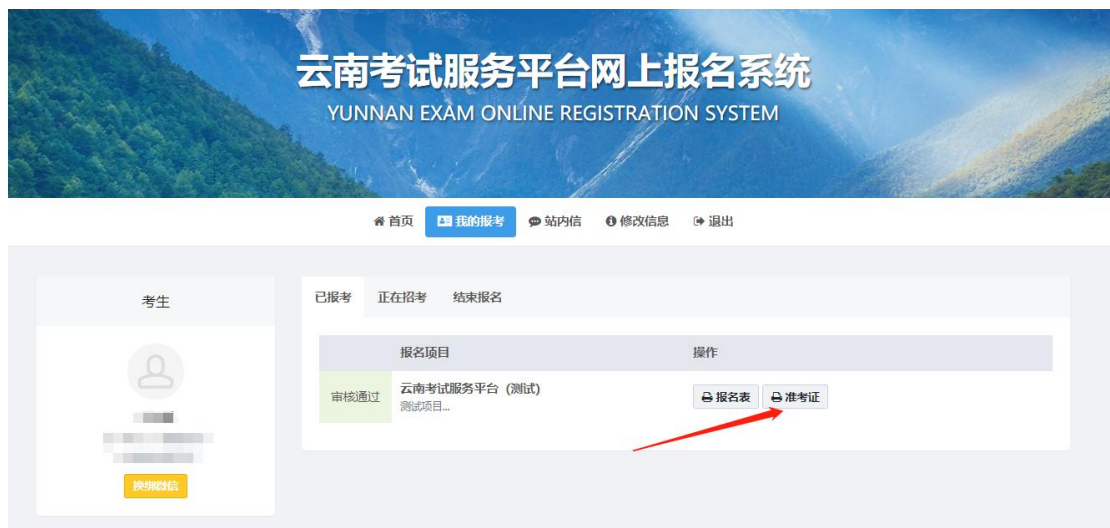 云南考试服务平台网上报名系统
YUNNAN EXAM ONLINE REGISTRATION SYSTEM
首页 我的报考 站内信 修改信息 退出
考生
换绑微信
已报考 正在招考 结束报名
报名项目 操作
审核通过 云南考试服务平台（测试） 报名表 准考证
测试项目...